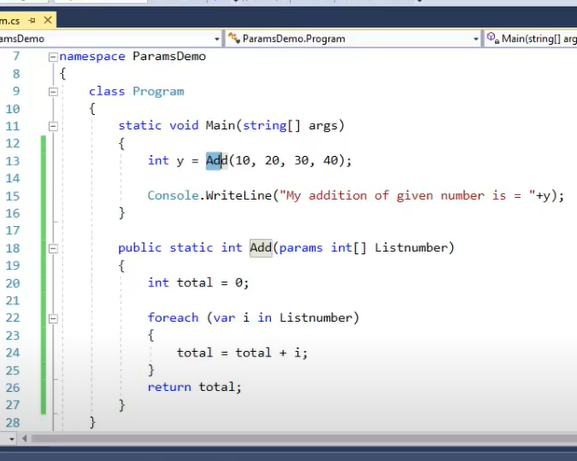 m.cs
amsDemo ParamsDemo.Program Main(string[] arg
7 namespace ParamsDemo
8 {
9 class Program
10 {
11 static void Main(string[] args)
12 {
13 int y = Add(10, 20, 30, 40);
14
15 Console.WriteLine("My addition of given number is = "+y);
16 }
17
18 public static int Add(params int[] Listnumber)
19 {
20 int total = 0;
21
22 foreach (var i in Listnumber)
23 {
24 total = total + i;
25 }
26 return total;
27 }
28 }